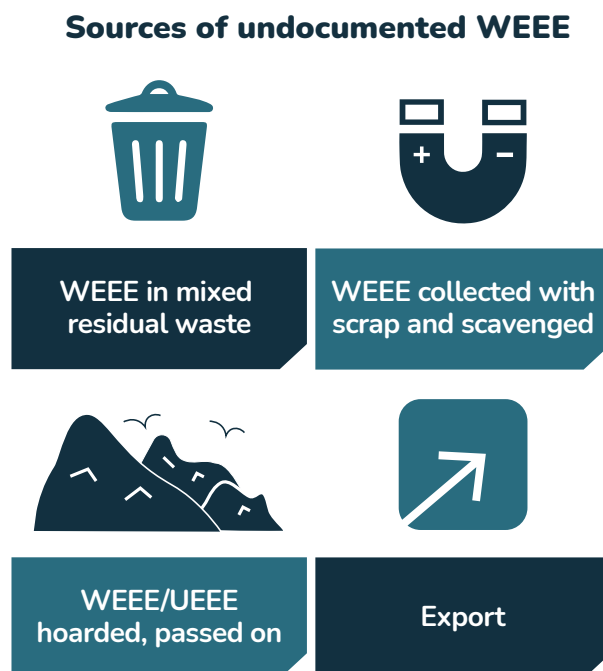 Sources of undocumented WEEE
+ −
WEEE in mixed
residual waste
WEEE collected with
scrap and scavenged
WEEE/UEEE
hoarded, passed on
Export